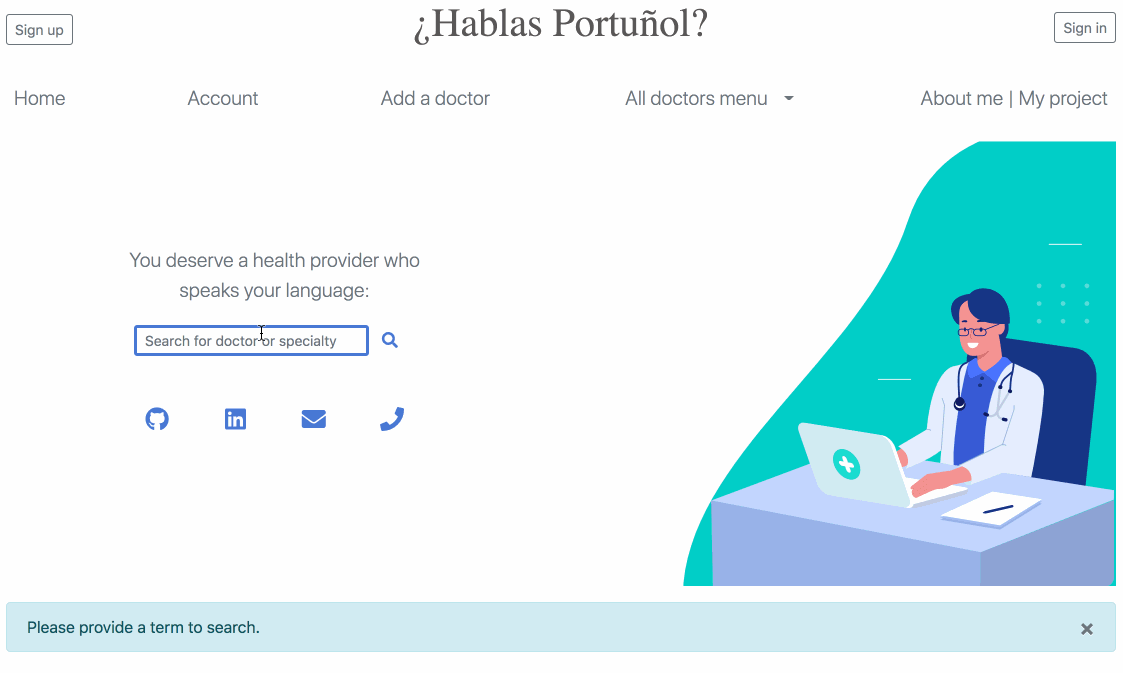 Sign up
¿Hablas Portuñol?
Sign in
Home
Account
Add a doctor
All doctors menu
About me | My project
You deserve a health provider who
speaks your language:
Search for doctor or specialty
in
Please provide a term to search.